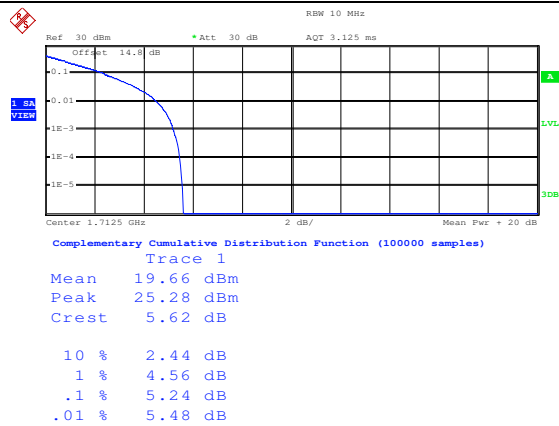 RBW 10 MHz
Ref 30 dBm * Att 30 dB AQT 3.125 ms
Offset 14.8 dB
0.1
A
1 SA
VIEW
0.01
1E-3
LVL
1E-4
1E-5
3DB
Center 1.7125 GHz 2 dB/ Mean Pwr + 20 dB
Complementary Cumulative Distribution Function (100000 samples)
Trace 1
Mean 19.66 dBm
Peak 25.28 dBm
Crest 5.62 dB
10 % 2.44 dB
1 % 4.56 dB
.1 % 5.24 dB
.01 % 5.48 dB